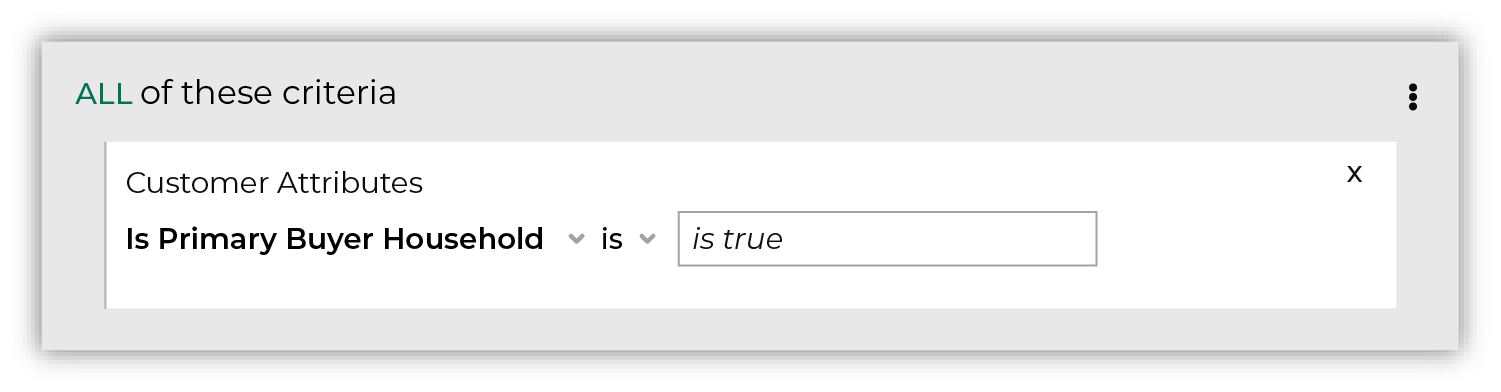 ALL of these criteria
Customer Attributes
x
Is Primary Buyer Household is is true